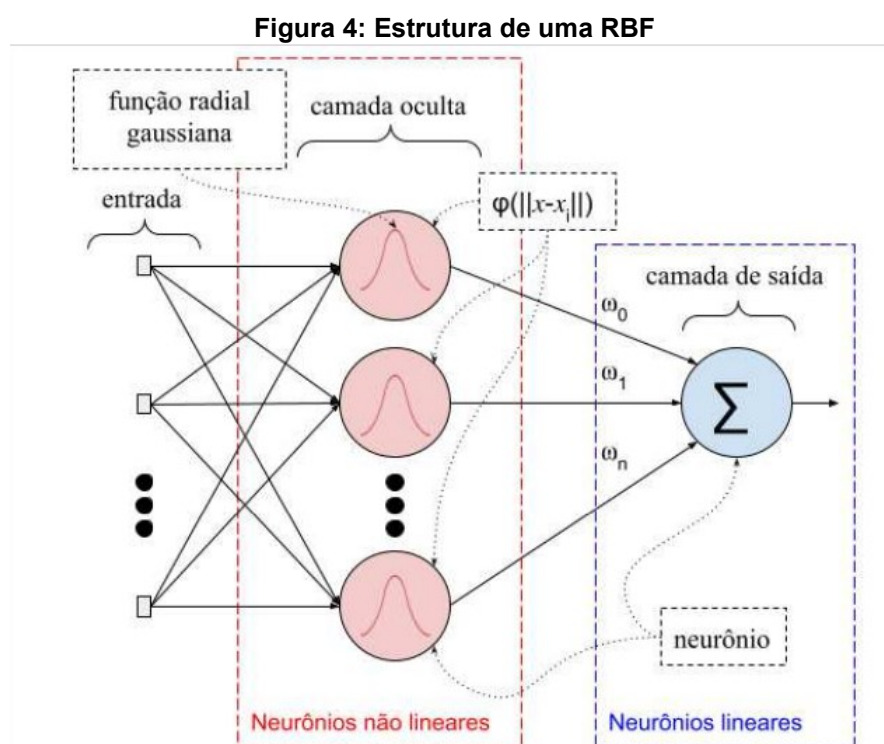 Figura 4: Estrutura de uma RBF
função radial
gaussiana
camada oculta
entrada
φ(||x-xᵢ||)
camada de saída
ω₀
ω₁
ωₙ
Σ
neurônio
Neurônios não lineares
Neurônios lineares